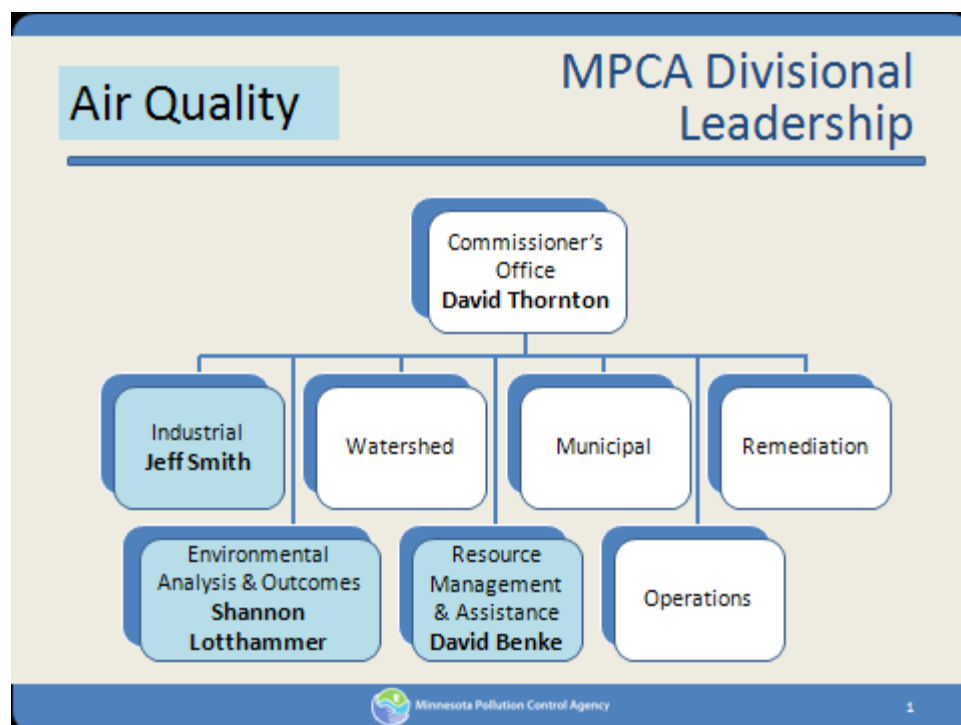 Air Quality
MPCA Divisional
Leadership
Commissioner's
Office
David Thornton
Industrial
Jeff Smith
Watershed
Municipal
Remediation
Environmental
Analysis & Outcomes
Shannon
Lotthammer
Resource
Management
& Assistance
David Benke
Operations
Minnesota Pollution Control Agency
1